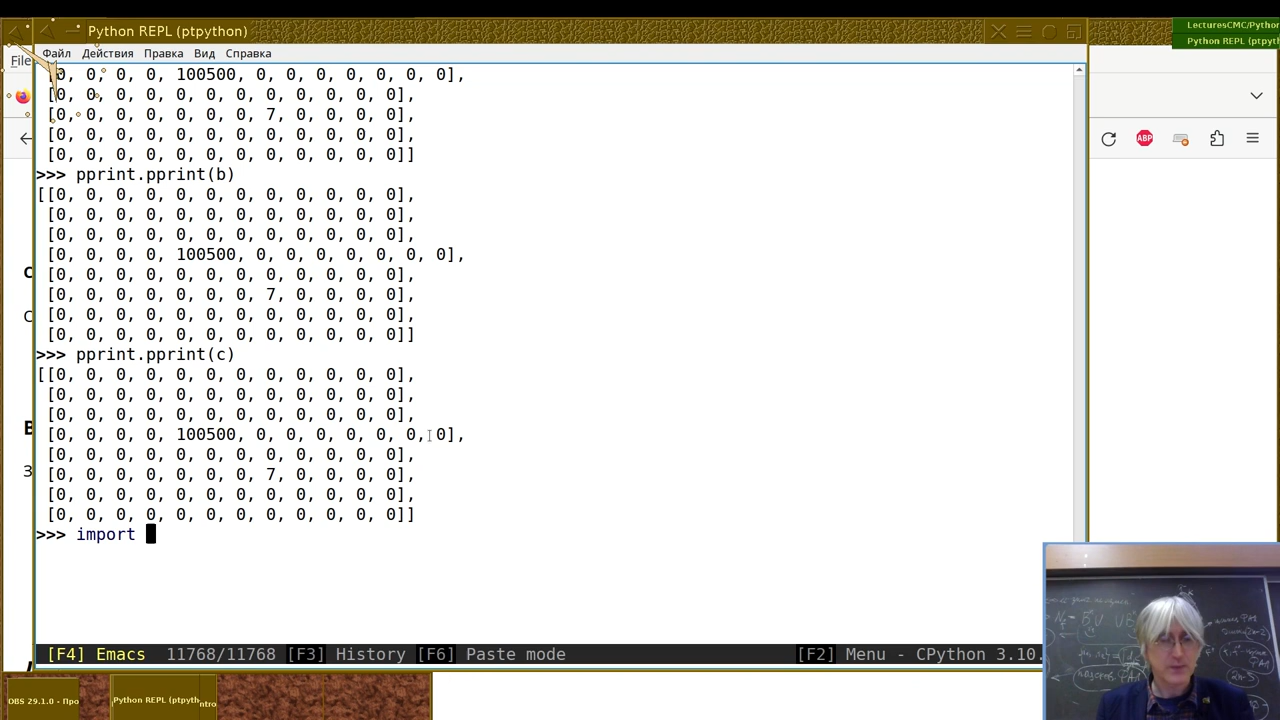 LecturesCMC/Python
Python REPL (ptpython)
Python REPL (ptpyt
Файл Действия Правка Вид Справка
File
[0, 0, 0, 0, 100500, 0, 0, 0, 0, 0, 0, 0],
[0, 0, 0, 0, 0, 0, 0, 0, 0, 0, 0, 0],
[0, 0, 0, 0, 0, 0, 0, 7, 0, 0, 0, 0],
[0, 0, 0, 0, 0, 0, 0, 0, 0, 0, 0, 0],
[0, 0, 0, 0, 0, 0, 0, 0, 0, 0, 0, 0]]
>>> pprint.pprint(b)
[[0, 0, 0, 0, 0, 0, 0, 0, 0, 0, 0, 0],
[0, 0, 0, 0, 0, 0, 0, 0, 0, 0, 0, 0],
[0, 0, 0, 0, 0, 0, 0, 0, 0, 0, 0, 0],
[0, 0, 0, 0, 100500, 0, 0, 0, 0, 0, 0, 0],
[0, 0, 0, 0, 0, 0, 0, 0, 0, 0, 0, 0],
[0, 0, 0, 0, 0, 0, 0, 7, 0, 0, 0, 0],
[0, 0, 0, 0, 0, 0, 0, 0, 0, 0, 0, 0],
[0, 0, 0, 0, 0, 0, 0, 0, 0, 0, 0, 0]]
>>> pprint.pprint(c)
[[0, 0, 0, 0, 0, 0, 0, 0, 0, 0, 0, 0],
[0, 0, 0, 0, 0, 0, 0, 0, 0, 0, 0, 0],
[0, 0, 0, 0, 0, 0, 0, 0, 0, 0, 0, 0],
[0, 0, 0, 0, 100500, 0, 0, 0, 0, 0, 0, 0],
[0, 0, 0, 0, 0, 0, 0, 0, 0, 0, 0, 0],
[0, 0, 0, 0, 0, 0, 0, 7, 0, 0, 0, 0],
[0, 0, 0, 0, 0, 0, 0, 0, 0, 0, 0, 0],
[0, 0, 0, 0, 0, 0, 0, 0, 0, 0, 0, 0]]
>>> import
ABP
[F4] Emacs 11768/11768 [F3] History [F6] Paste mode [F2] Menu - CPython 3.10.
DBS 29.1.0 - Про
Python REPL (ptpyth
ntro